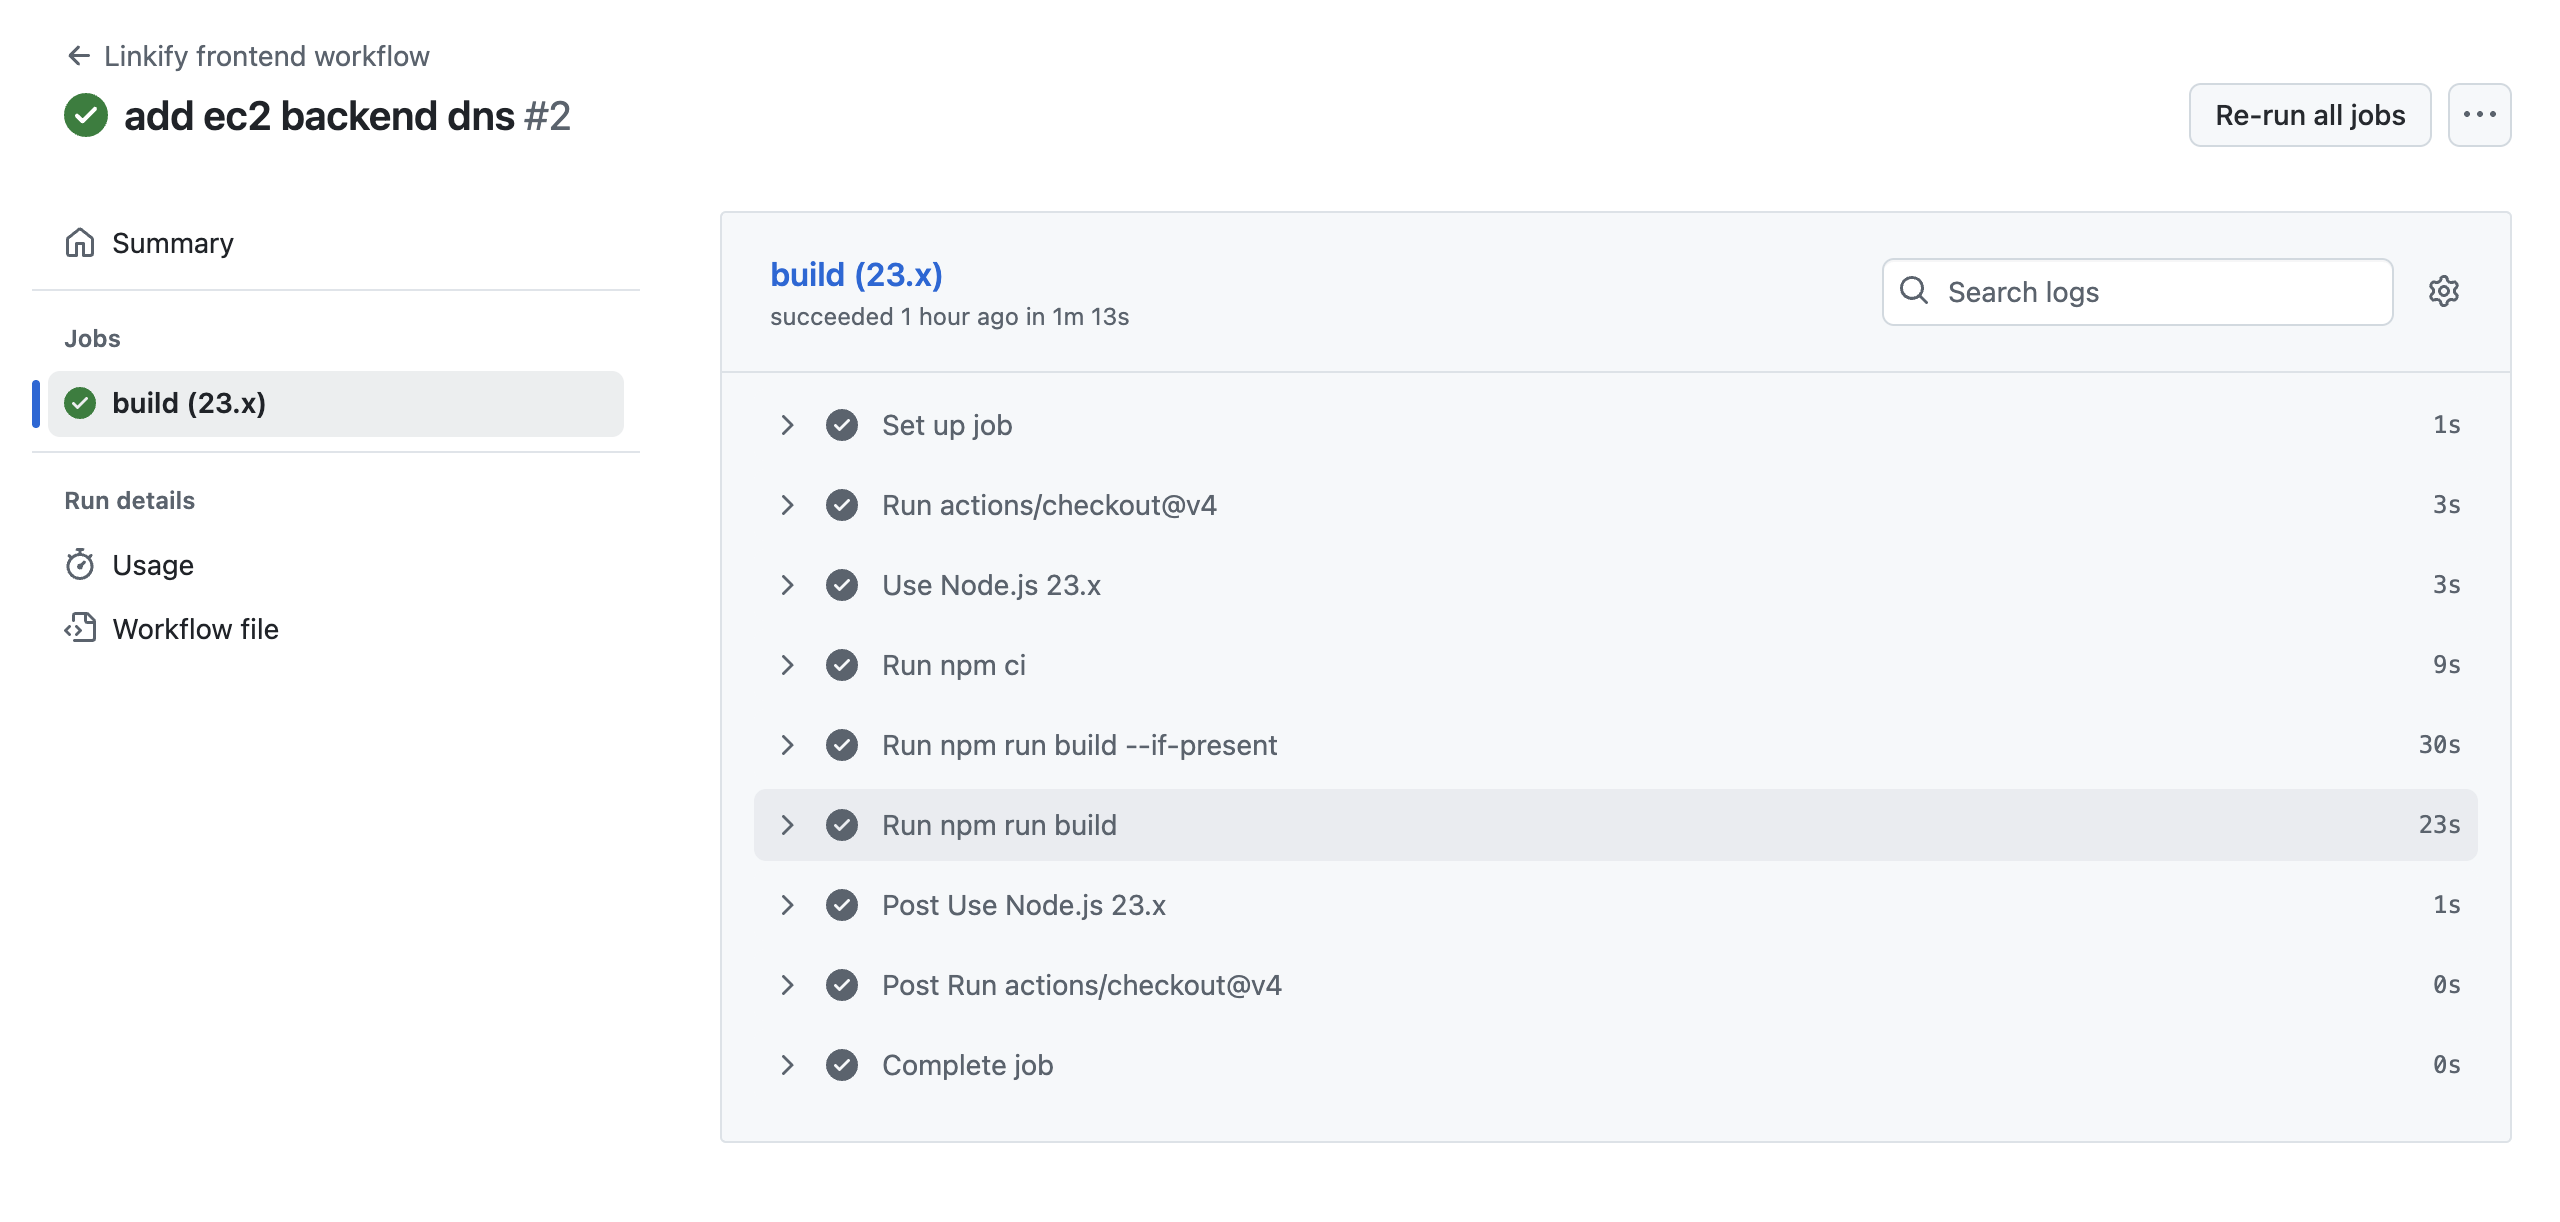 Linkify frontend workflow
add ec2 backend dns #2
Re-run all jobs
Summary
Jobs
build (23.x)
Run details
Usage
Workflow file
build (23.x)
succeeded 1 hour ago in 1m 13s
Search logs
Set up job 1s
Run actions/checkout@v4 3s
Use Node.js 23.x 3s
Run npm ci 9s
Run npm run build --if-present 30s
Run npm run build 23s
Post Use Node.js 23.x 1s
Post Run actions/checkout@v4 0s
Complete job 0s